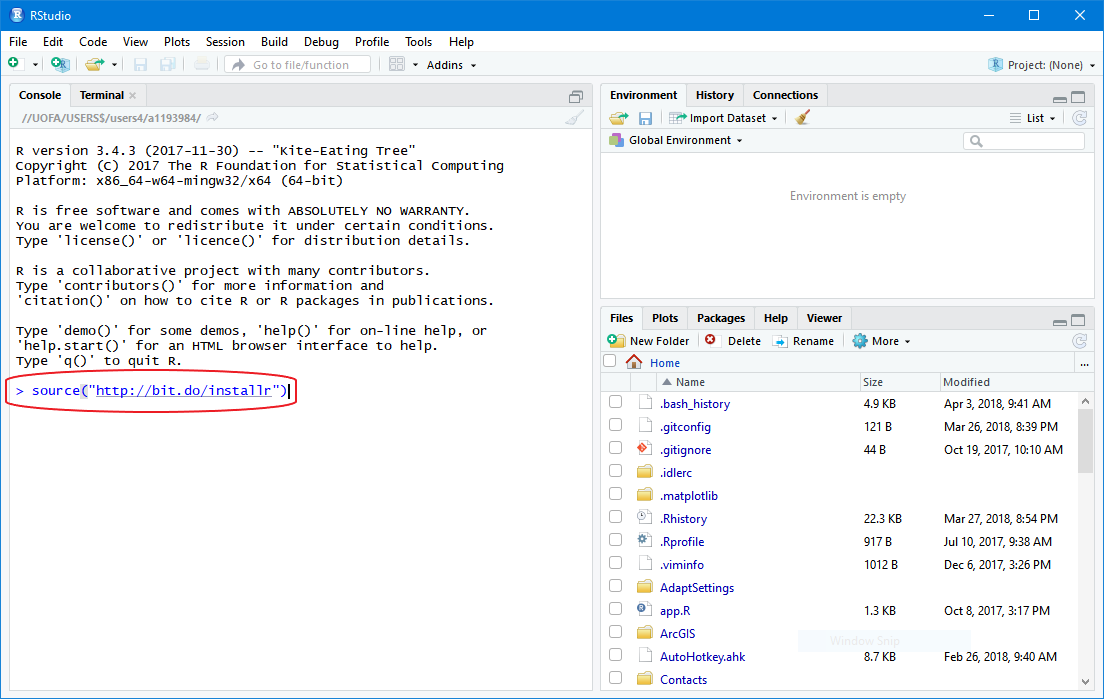 RStudio
File Edit Code View Plots Session Build Debug Profile Tools Help
Go to file/function Addins Project: (None)
Console Terminal
//UOFA/USERS$/users4/a1193984/
R version 3.4.3 (2017-11-30) -- "Kite-Eating Tree"
Copyright (C) 2017 The R Foundation for Statistical Computing
Platform: x86_64-w64-mingw32/x64 (64-bit)
R is free software and comes with ABSOLUTELY NO WARRANTY.
You are welcome to redistribute it under certain conditions.
Type 'license()' or 'licence()' for distribution details.
R is a collaborative project with many contributors.
Type 'contributors()' for more information and
'citation()' on how to cite R or R packages in publications.
Type 'demo()' for some demos, 'help()' for on-line help, or
'help.start()' for an HTML browser interface to help.
Type 'q()' to quit R.
> source("http://bit.do/installr")
Environment History Connections
Import Dataset List
Global Environment
Environment is empty
Files Plots Packages Help Viewer
New Folder Delete Rename More
Home ...
Name Size Modified
.bash_history 4.9 KB Apr 3, 2018, 9:41 AM
.gitconfig 121 B Mar 26, 2018, 8:39 PM
.gitignore 44 B Oct 19, 2017, 10:10 AM
.idlerc
.matplotlib
.Rhistory 22.3 KB Mar 27, 2018, 8:54 PM
.Rprofile 917 B Jul 10, 2017, 9:38 AM
.viminfo 1012 B Dec 6, 2017, 3:26 PM
AdaptSettings
app.R 1.3 KB Oct 8, 2017, 3:17 PM
ArcGIS
Window Snip
AutoHotkey.ahk 8.7 KB Feb 26, 2018, 9:40 AM
Contacts